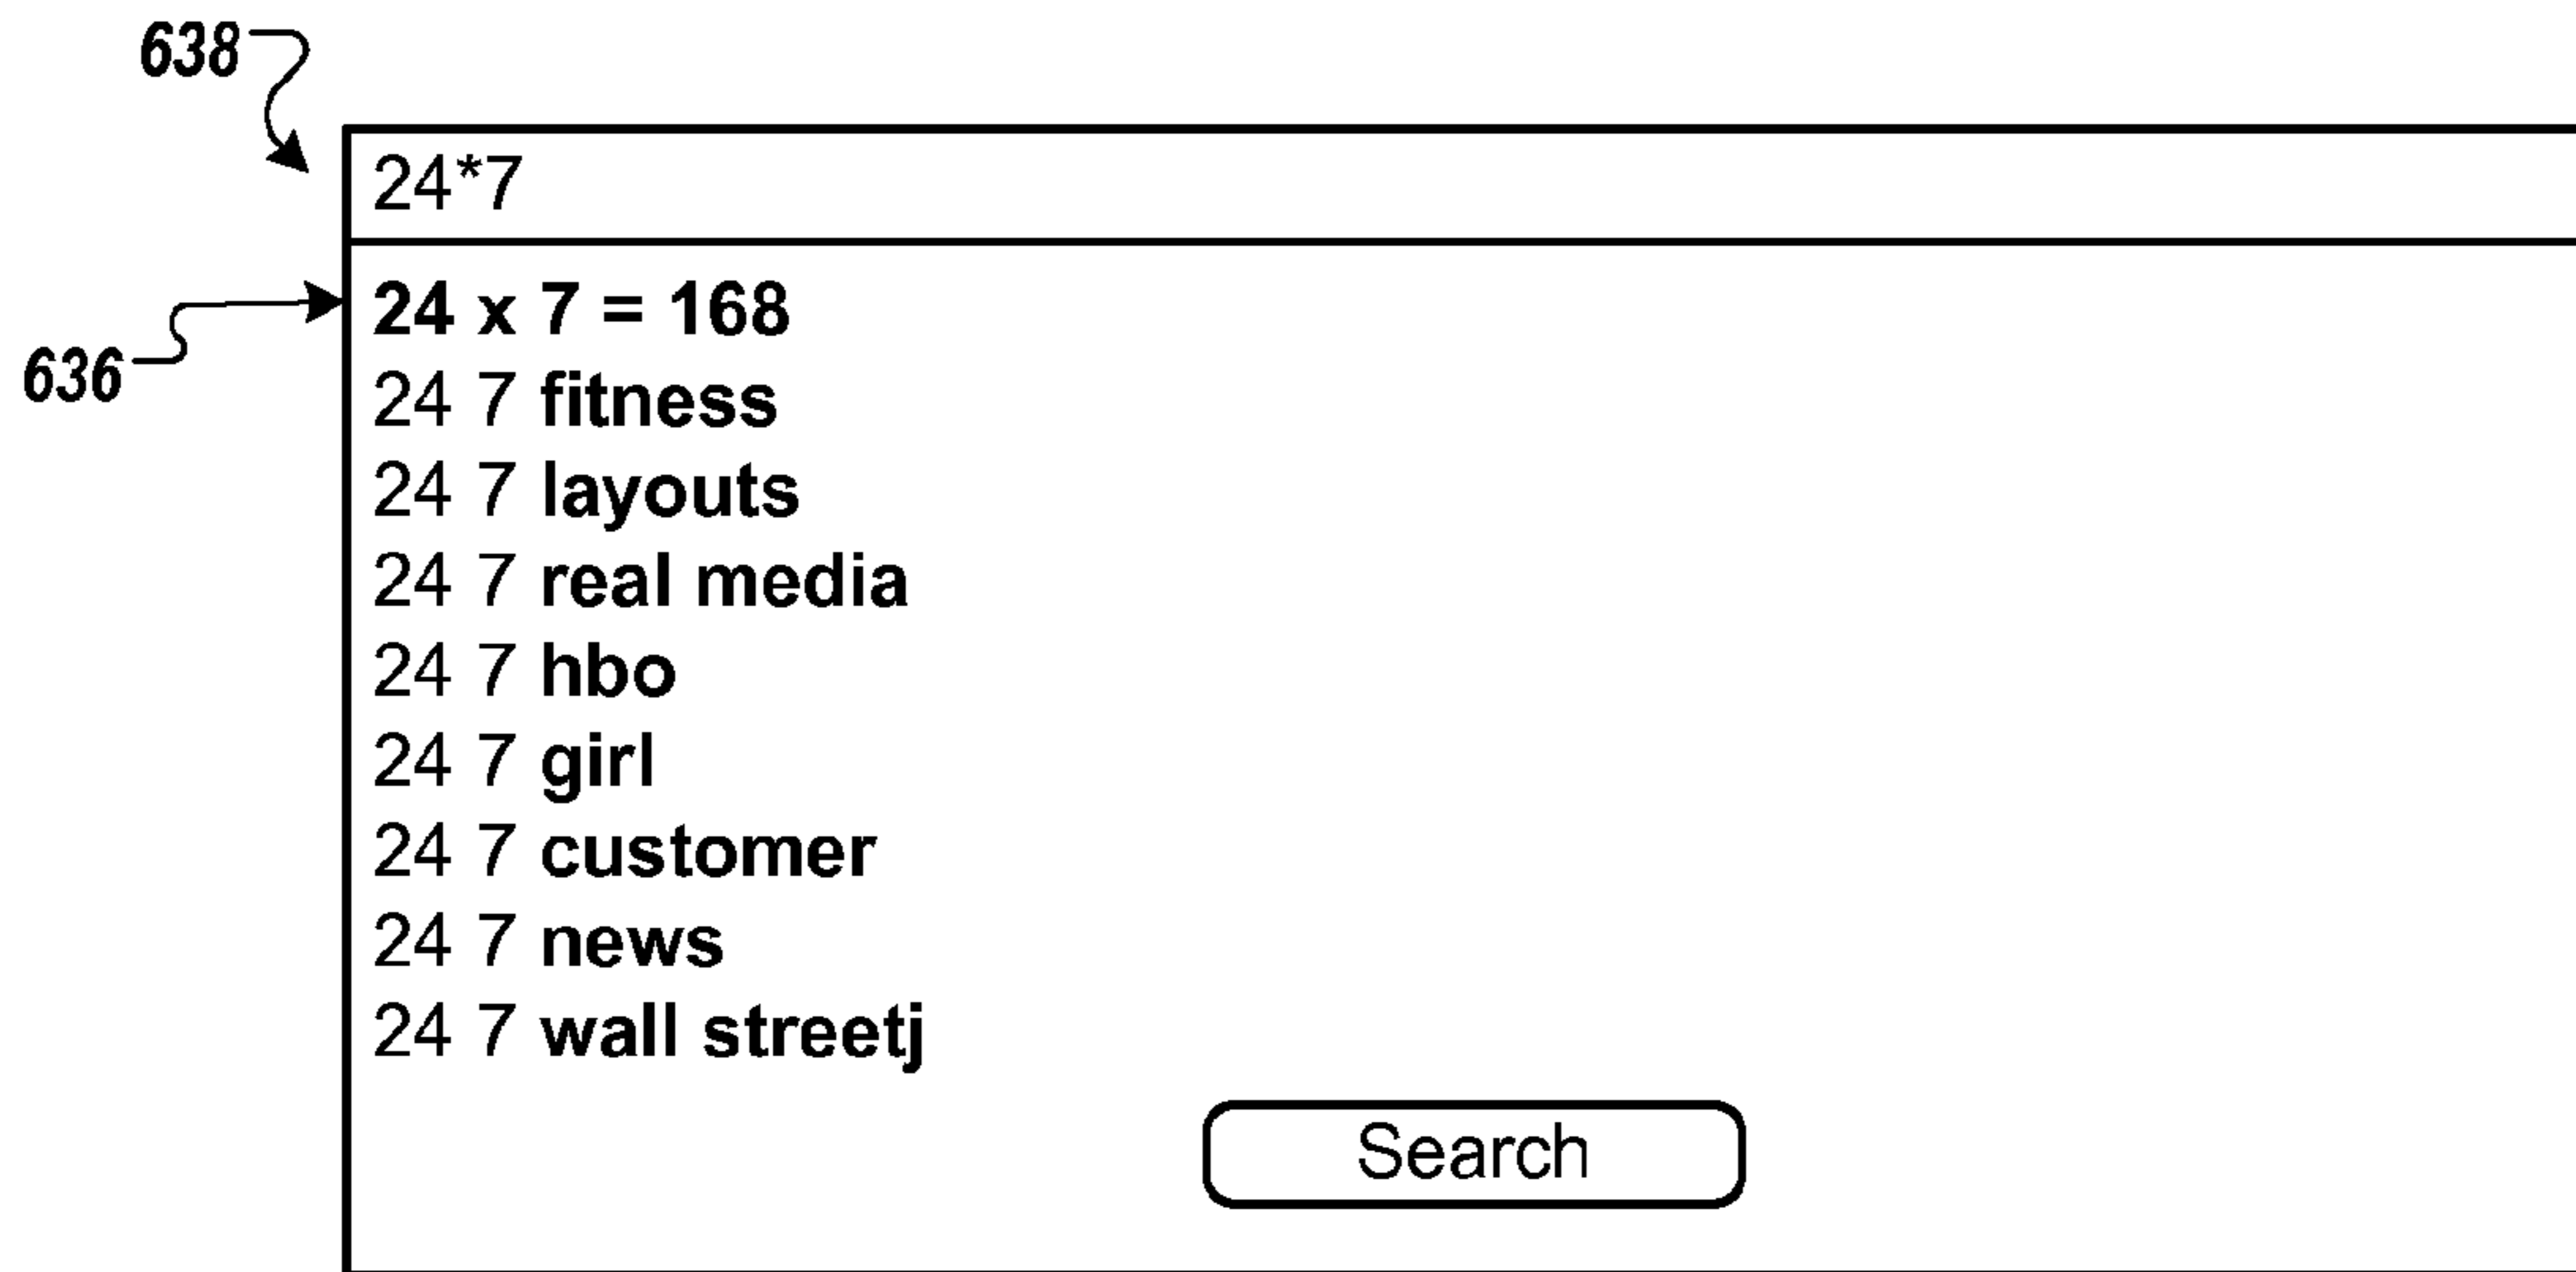 638
24*7
24 x 7 = 168
636
24 7 fitness
24 7 layouts
24 7 real media
24 7 hbo
24 7 girl
24 7 customer
24 7 news
24 7 wall streetj
Search